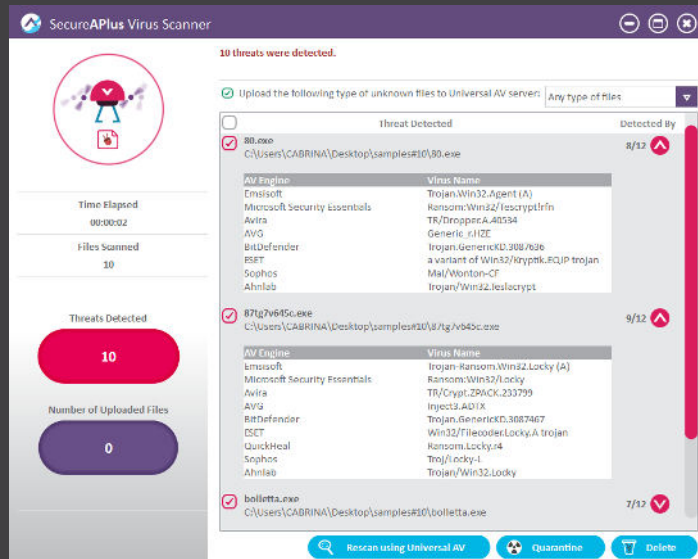 SecureAPlus Virus Scanner
10 threats were detected.
Upload the following type of unknown files to Universal AV server: Any type of files
Threat Detected Detected By
80.exe 8/12
C:\Users\CABRINA\Desktop\samples#10\80.exe
AV Engine Virus Name
Emsisoft Trojan.Win32.Agent (A)
Microsoft Security Essentials Ransom:Win32/Tescrypt!rfn
Avira TR/Dropper.A.40534
AVG Generic_r.HZE
BitDefender Trojan.GenericKD.3087636
ESET a variant of Win32/Kryptik.EQIP trojan
Sophos Mal/Wonton-CF
Ahnlab Trojan/Win32.Teslacrypt
87tg7v645c.exe 9/12
C:\Users\CABRINA\Desktop\samples#10\87tg7v645c.exe
AV Engine Virus Name
Emsisoft Trojan-Ransom.Win32.Locky (A)
Microsoft Security Essentials Ransom:Win32/Locky
Avira TR/Crypt.ZPACK.233799
AVG Inject3.ADTX
BitDefender Trojan.GenericKD.3087467
ESET Win32/Filecoder.Locky.A trojan
QuickHeal Ransom.Locky.r4
Sophos Troj/Locky-L
Ahnlab Trojan/Win32.Locky
bolletta.exe 7/12
C:\Users\CABRINA\Desktop\samples#10\bolletta.exe
Time Elapsed
00:00:02
Files Scanned
10
Threats Detected
10
Number of Uploaded Files
0
Rescan using Universal AV Quarantine Delete